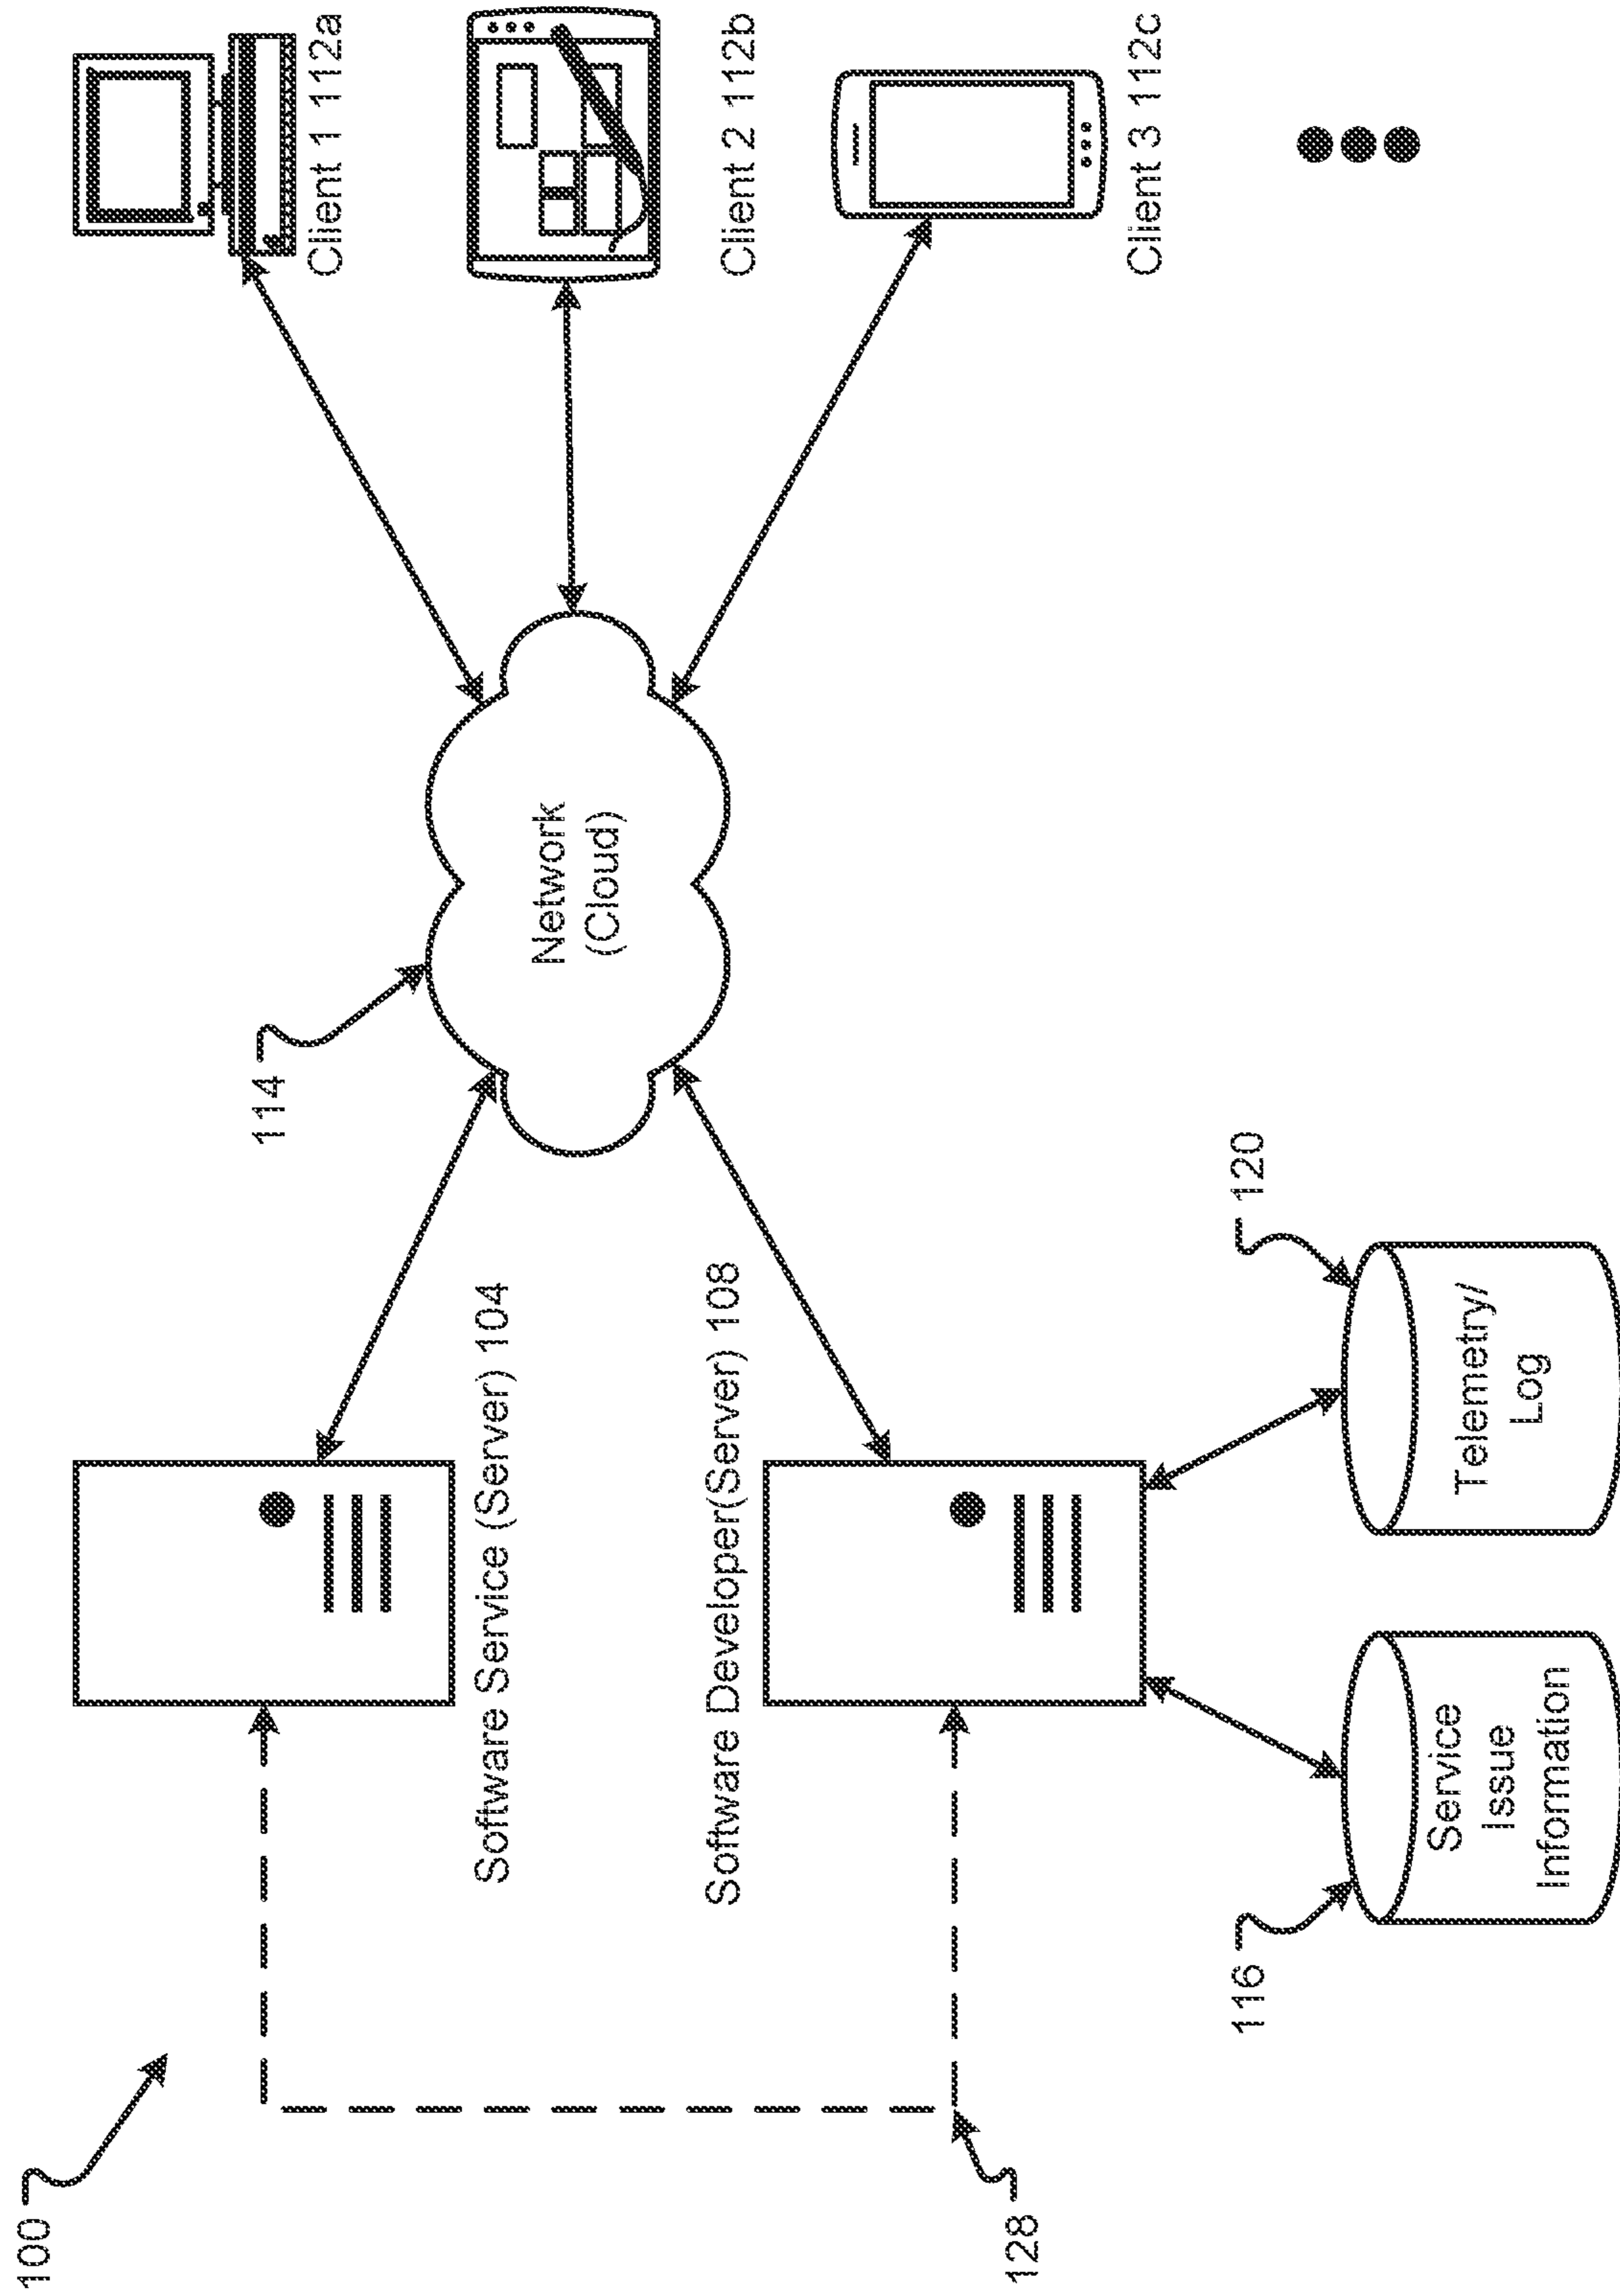 100
Client 1 112a
114
Software Service (Server) 104
Network
(Cloud)
Client 2 112b
Software Developer(Server) 108
128
Client 3 112c
116
120
Service
Issue
Information
Telemetry/
Log